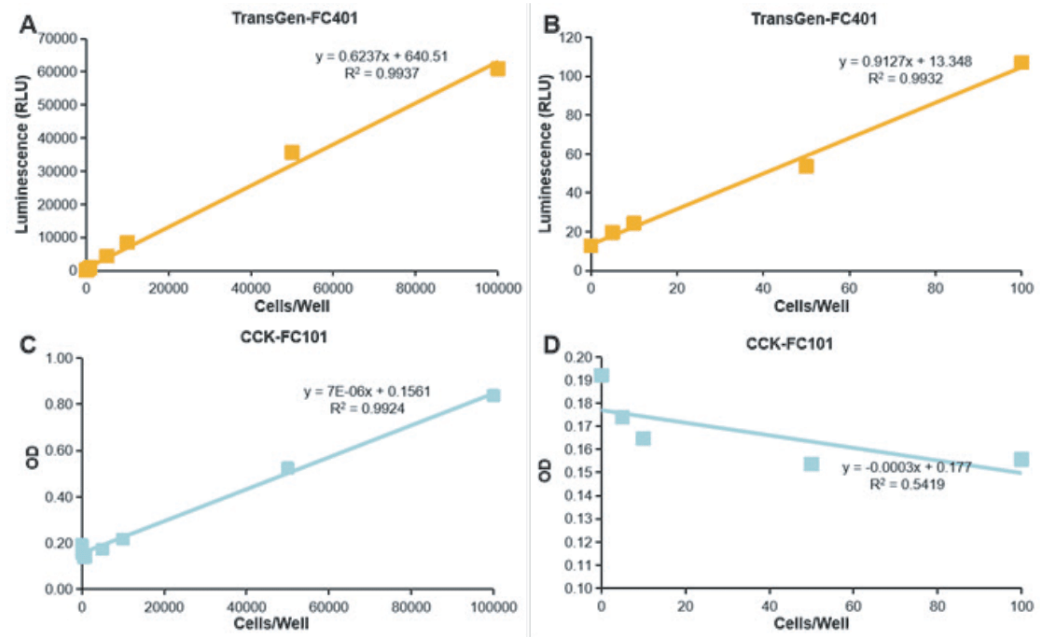 A
TransGen-FC401
70000
60000
50000
40000
30000
20000
10000
0
Luminescence (RLU)
y = 0.6237x + 640.51
R² = 0.9937
0 20000 40000 60000 80000 100000
Cells/Well
B
TransGen-FC401
120
100
80
60
40
20
0
Luminescence (RLU)
y = 0.9127x + 13.348
R² = 0.9932
0 20 40 60 80 100
Cells/Well
C
CCK-FC101
1.00
0.80
0.60
0.40
0.20
0.00
OD
y = 7E-06x + 0.1561
R² = 0.9924
0 20000 40000 60000 80000 100000
Cells/Well
D
CCK-FC101
0.20
0.19
0.18
0.17
0.16
0.15
0.14
0.13
0.12
0.11
0.10
OD
y = -0.0003x + 0.177
R² = 0.5419
0 20 40 60 80 100
Cells/Well